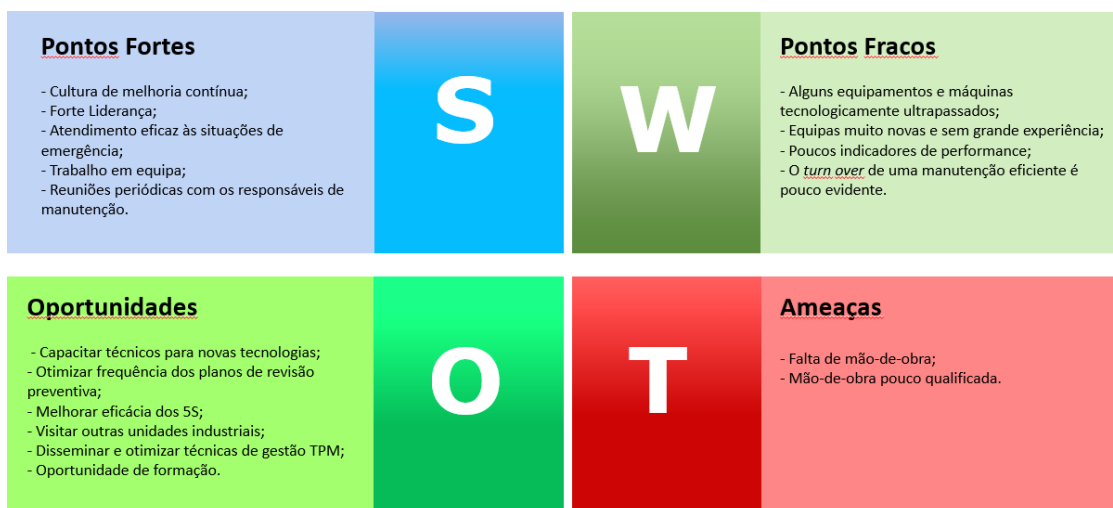 Pontos Fortes
- Cultura de melhoria contínua;
- Forte Liderança;
- Atendimento eficaz às situações de
emergência;
- Trabalho em equipa;
- Reuniões periódicas com os responsáveis de
manutenção.
S
W
Pontos Fracos
- Alguns equipamentos e máquinas
tecnologicamente ultrapassados;
- Equipas muito novas e sem grande experiência;
- Poucos indicadores de performance;
- O turn over de uma manutenção eficiente é
pouco evidente.
Oportunidades
- Capacitar técnicos para novas tecnologias;
- Otimizar frequência dos planos de revisão
preventiva;
- Melhorar eficácia dos 5S;
- Visitar outras unidades industriais;
- Disseminar e otimizar técnicas de gestão TPM;
- Oportunidade de formação.
O
T
Ameaças
- Falta de mão-de-obra;
- Mão-de-obra pouco qualificada.